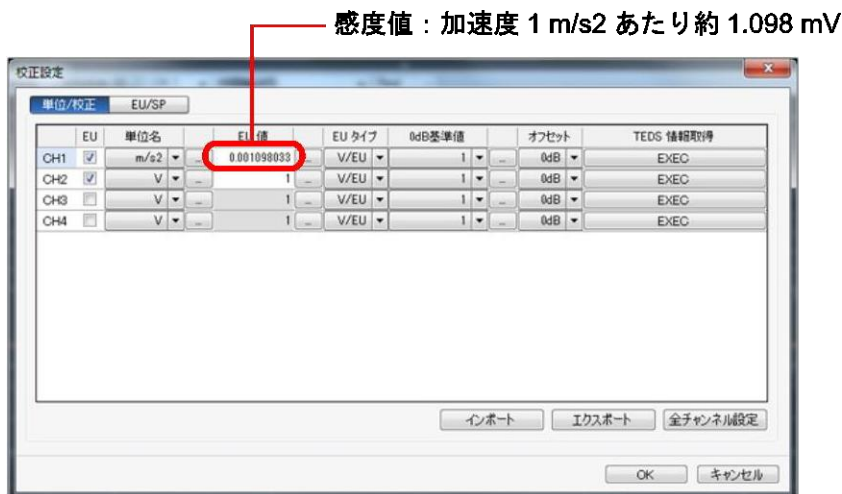 感度値：加速度 1 m/s2 あたり約 1.098 mV
校正設定
単位/校正 EU/SP
EU 単位名 EU 値 EU タイプ 0dB基準値 オフセット TEDS 情報取得
CH1 m/s2 ... 0.001098033 ... V/EU 1 ... 0dB EXEC
CH2 V ... 1 ... V/EU 1 ... 0dB EXEC
CH3 V ... 1 ... V/EU 1 ... 0dB EXEC
CH4 V ... 1 ... V/EU 1 ... 0dB EXEC
インポート エクスポート 全チャンネル設定
OK キャンセル